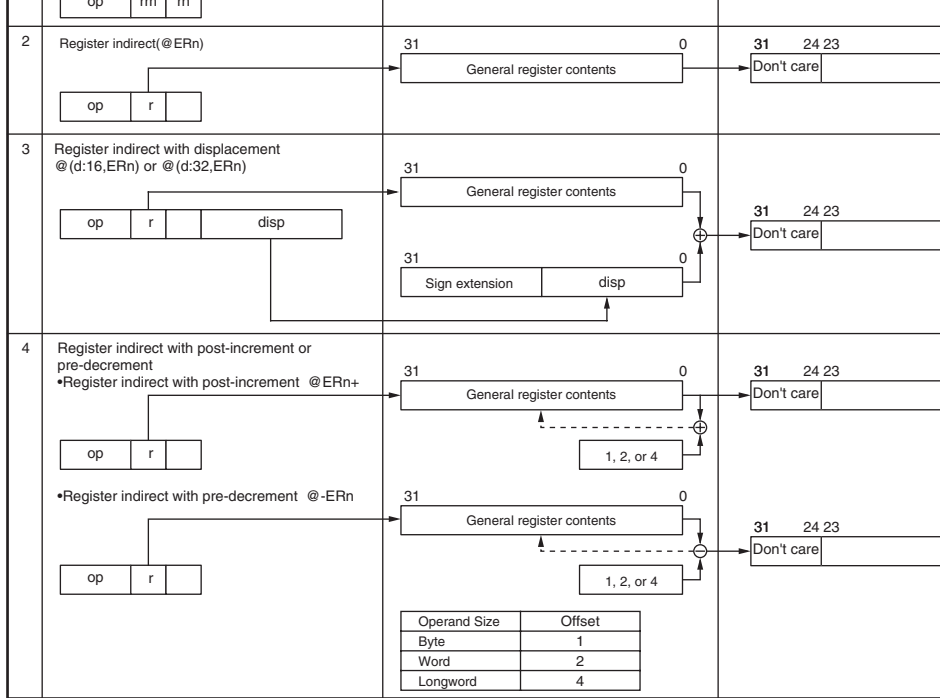 op rm rn
2 Register indirect(@ERn)
31 0
31 24 23
General register contents
Don't care
op r
3 Register indirect with displacement
@(d:16,ERn) or @(d:32,ERn)
31 0
General register contents
op r disp
31 24 23
Don't care
31 0
Sign extension disp
4 Register indirect with post-increment or
pre-decrement
•Register indirect with post-increment @ERn+
31 0
31 24 23
General register contents
Don't care
op r
1, 2, or 4
•Register indirect with pre-decrement @-ERn
31 0
General register contents
31 24 23
Don't care
op r
1, 2, or 4
Operand Size Offset
Byte 1
Word 2
Longword 4